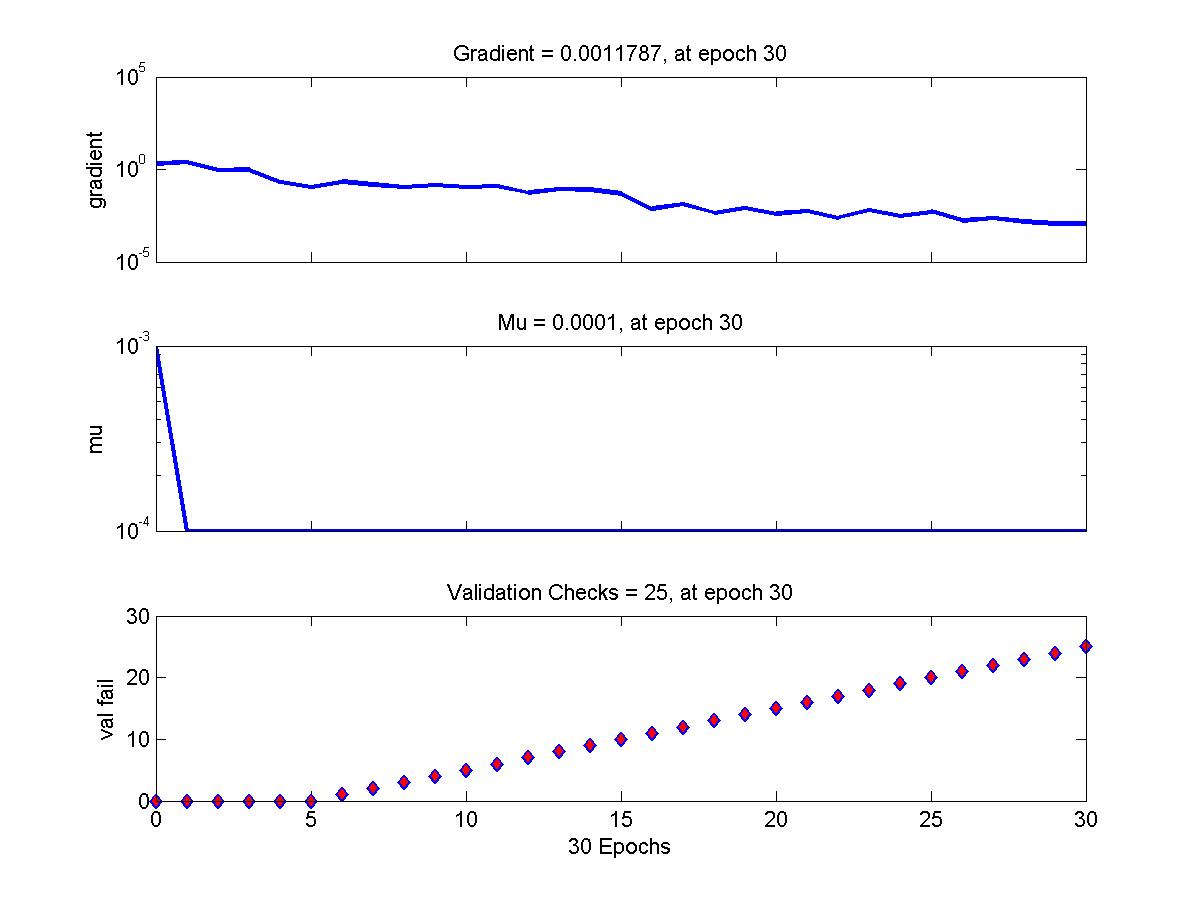 Gradient = 0.0011787, at epoch 30
10^5
10^0
10^-5
gradient
Mu = 0.0001, at epoch 30
10^-3
10^-4
mu
Validation Checks = 25, at epoch 30
30
20
10
0
val fail
0 5 10 15 20 25 30
30 Epochs